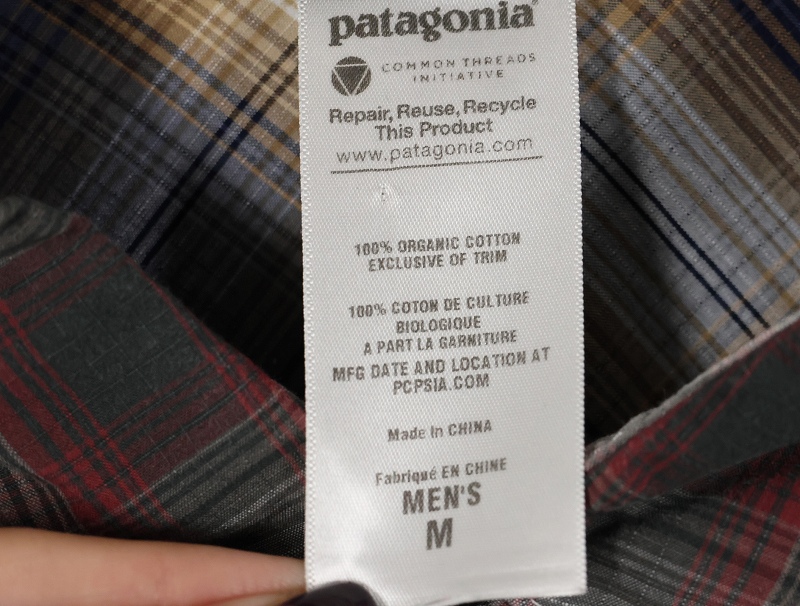 patagonia®
COMMON THREADS
INITIATIVE
Repair, Reuse, Recycle
This Product
www.patagonia.com
100% ORGANIC COTTON
EXCLUSIVE OF TRIM
100% COTON DE CULTURE
BIOLOGIQUE
A PART LA GARNITURE
MFG DATE AND LOCATION AT
PCPSIA.COM
Made In CHINA
Fabriqué EN CHINE
MEN'S
M